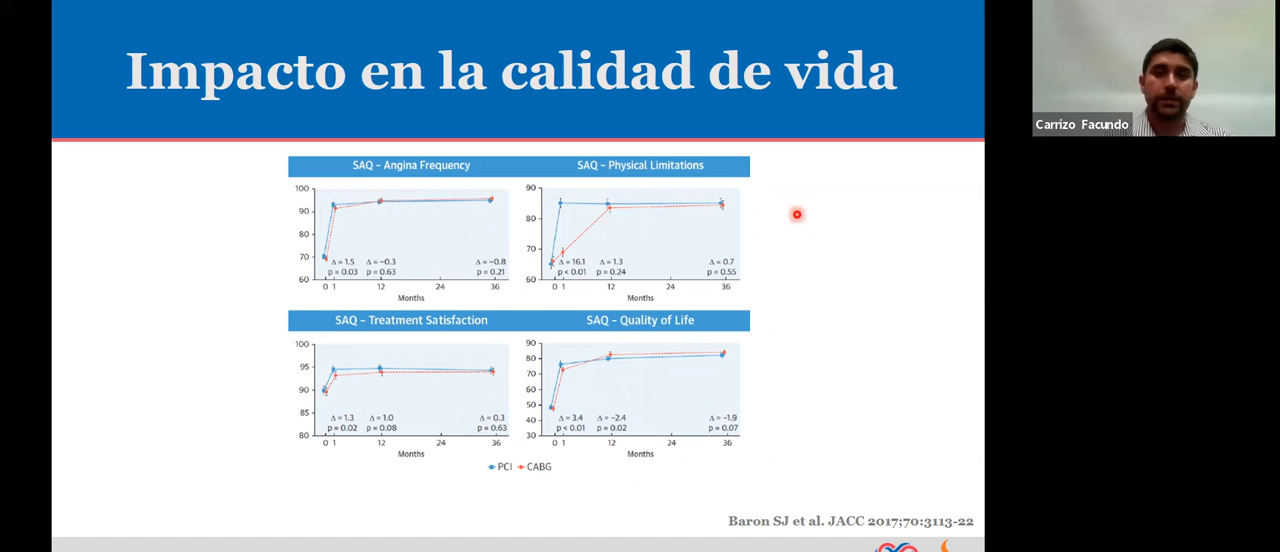 Impacto en la calidad de vida
Carrizo Facundo
SAQ – Angina Frequency
100
90
80
70
60
Δ = 1.5 Δ = –0.3 Δ = –0.8
p = 0.03 p = 0.63 p = 0.21
0 1 12 24 36
Months
SAQ – Physical Limitations
90
80
70
60
Δ = 16.1 Δ = 1.3 Δ = 0.7
p < 0.01 p = 0.24 p = 0.55
0 1 12 24 36
Months
SAQ – Treatment Satisfaction
100
95
90
85
80
Δ = 1.3 Δ = 1.0 Δ = 0.3
p = 0.02 p = 0.08 p = 0.63
0 1 12 24 36
Months
SAQ – Quality of Life
90
80
70
60
50
40
30
Δ = 3.4 Δ = –2.4 Δ = –1.9
p < 0.01 p = 0.02 p = 0.07
0 1 12 24 36
Months
PCI CABG
Baron SJ et al. JACC 2017;70:3113-22